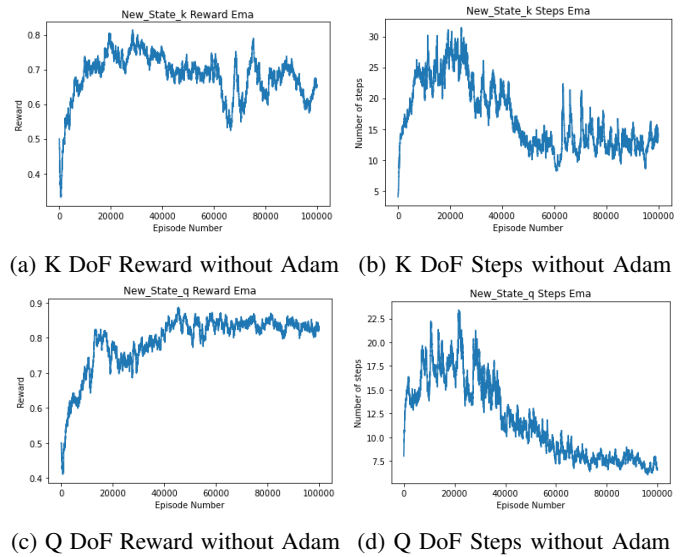 New_State_k Reward Ema
0.8
0.7
0.6
0.5
0.4
Reward
0 20000 40000 60000 80000 100000
Episode Number
New_State_k Steps Ema
30
25
20
15
10
5
Number of steps
0 20000 40000 60000 80000 100000
Episode Number
(a) K DoF Reward without Adam
(b) K DoF Steps without Adam
New_State_q Reward Ema
0.9
0.8
0.7
0.6
0.5
0.4
Reward
0 20000 40000 60000 80000 100000
Episode Number
New_State_q Steps Ema
22.5
20.0
17.5
15.0
12.5
10.0
7.5
Number of steps
0 20000 40000 60000 80000 100000
Episode Number
(c) Q DoF Reward without Adam
(d) Q DoF Steps without Adam